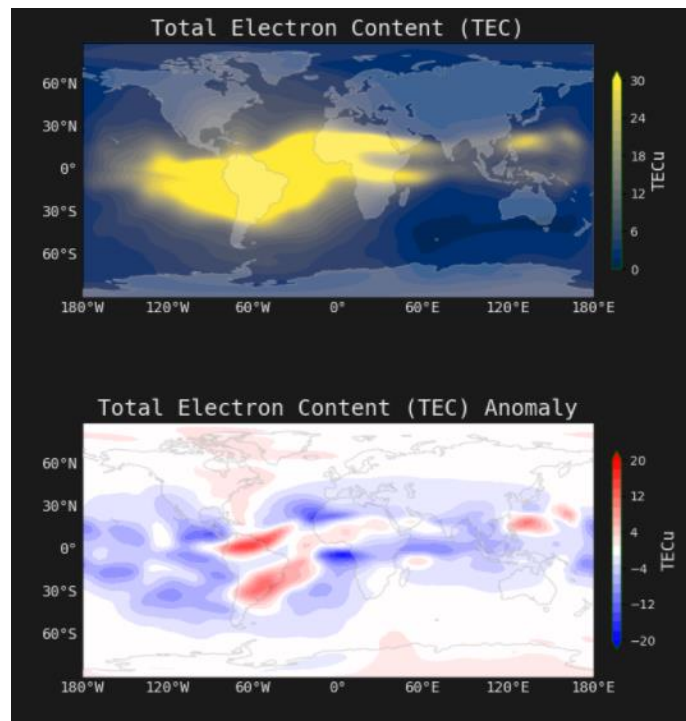 Total Electron Content (TEC)
60°N
30°N
0°
30°S
60°S
180°W 120°W 60°W 0° 60°E 120°E 180°E
30
24
18
12
6
0
TECu
Total Electron Content (TEC) Anomaly
60°N
30°N
0°
30°S
60°S
180°W 120°W 60°W 0° 60°E 120°E 180°E
20
12
4
−4
−12
−20
TECu